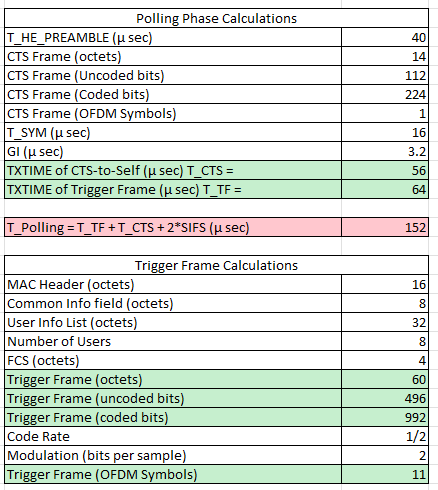 Polling Phase Calculations
T_HE_PREAMBLE (µ sec) 40
CTS Frame (octets) 14
CTS Frame (Uncoded bits) 112
CTS Frame (Coded bits) 224
CTS Frame (OFDM Symbols) 1
T_SYM (µ sec) 16
GI (µ sec) 3.2
TXTIME of CTS-to-Self (µ sec) T_CTS = 56
TXTIME of Trigger Frame (µ sec) T_TF = 64
T_Polling = T_TF + T_CTS + 2*SIFS (µ sec) 152
Trigger Frame Calculations
MAC Header (octets) 16
Common Info field (octets) 8
User Info List (octets) 32
Number of Users 8
FCS (octets) 4
Trigger Frame (octets) 60
Trigger Frame (uncoded bits) 496
Trigger Frame (coded bits) 992
Code Rate 1/2
Modulation (bits per sample) 2
Trigger Frame (OFDM Symbols) 11